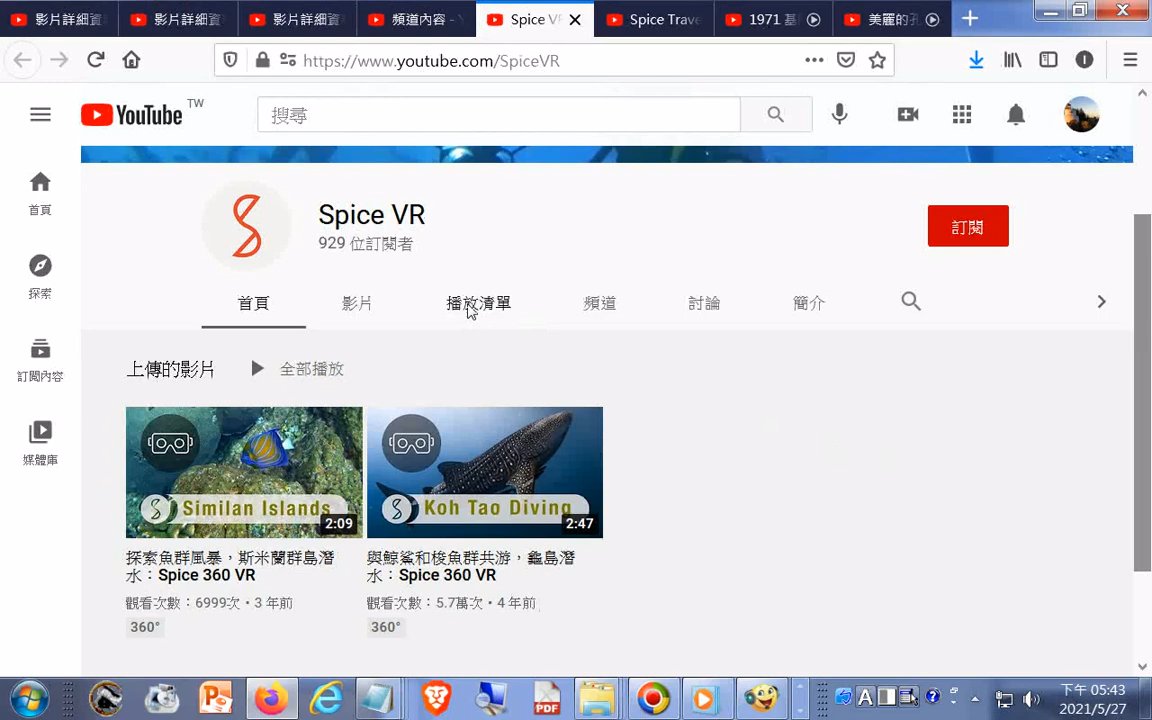 影片詳細資
影片詳細資
影片詳細資
頻道內容 - Y
Spice VF
Spice Trave
1971 基
美麗的孔
https://www.youtube.com/SpiceVR
YouTube TW
搜尋
首頁
探索
訂閱內容
媒體庫
Spice VR
929 位訂閱者
訂閱
首頁
影片
播放清單
頻道
討論
簡介
上傳的影片
全部播放
Similan Islands
2:09
Koh Tao Diving
2:47
探索魚群風暴，斯米蘭群島潛
水：Spice 360 VR
觀看次數：6999次・3 年前
360°
與鯨鯊和梭魚群共游，龜島潛
水：Spice 360 VR
觀看次數：5.7萬次・4 年前
360°
PDF
下午 05:43
2021/5/27